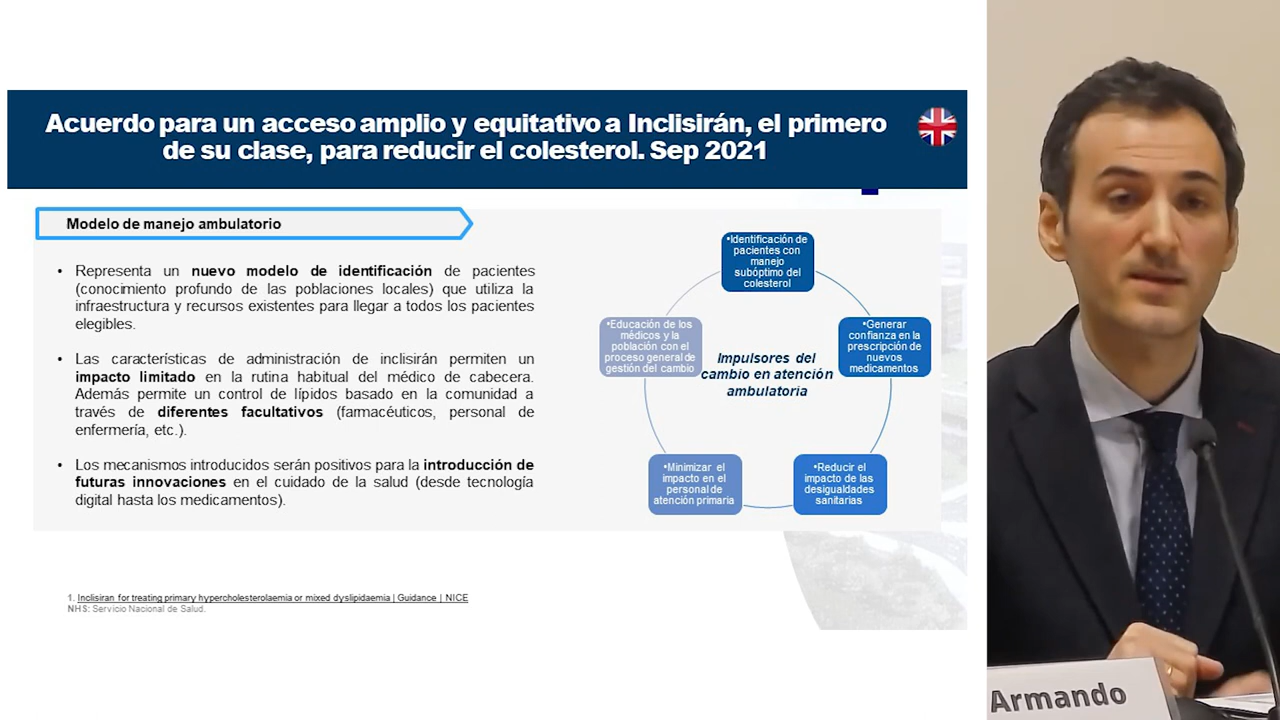 Acuerdo para un acceso amplio y equitativo a Inclisirán, el primero
de su clase, para reducir el colesterol. Sep 2021
Modelo de manejo ambulatorio
• Representa un nuevo modelo de identificación de pacientes
(conocimiento profundo de las poblaciones locales) que utiliza la
infraestructura y recursos existentes para llegar a todos los pacientes
elegibles.
• Las características de administración de inclisirán permiten un
impacto limitado en la rutina habitual del médico de cabecera.
Además permite un control de lípidos basado en la comunidad a
través de diferentes facultativos (farmacéuticos, personal de
enfermería, etc.).
• Los mecanismos introducidos serán positivos para la introducción de
futuras innovaciones en el cuidado de la salud (desde tecnología
digital hasta los medicamentos).
•Identificación de
pacientes con
manejo
subóptimo del
colesterol
•Generar
confianza en la
prescripción de
nuevos
medicamentos
•Reducir el
impacto de las
desigualdades
sanitarias
•Minimizar el
impacto en el
personal de
atención primaria
•Educación de los
médicos y la
población con el
proceso general de
gestión del cambio
Impulsores del
cambio en atención
ambulatoria
1. Inclisiran for treating primary hypercholesterolaemia or mixed dyslipidaemia | Guidance | NICE
NHS: Servicio Nacional de Salud.
Armando